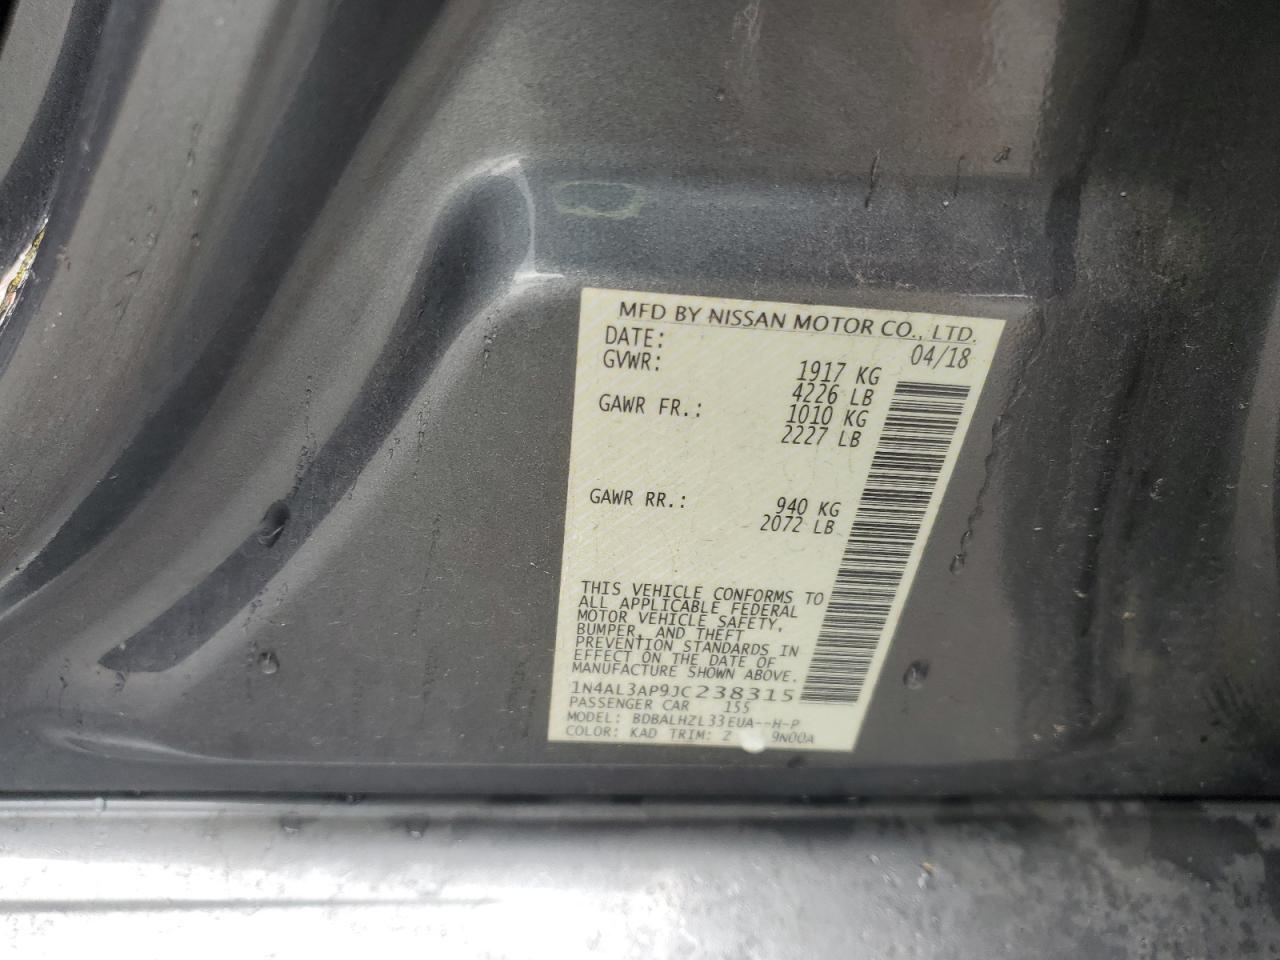 MFD BY NISSAN MOTOR CO., LTD.
DATE: 04/18
GVWR: 1917 KG
4226 LB
GAWR FR.: 1010 KG
2227 LB
GAWR RR.: 940 KG
2072 LB
THIS VEHICLE CONFORMS TO
ALL APPLICABLE FEDERAL
MOTOR VEHICLE SAFETY,
BUMPER, AND THEFT
PREVENTION STANDARDS IN
EFFECT ON THE DATE OF
MANUFACTURE SHOWN ABOVE.
1N4AL3AP9JC238315
PASSENGER CAR 155
MODEL: BDBALHZL33EUA--H-P
COLOR: KAD TRIM: Z 9N00A